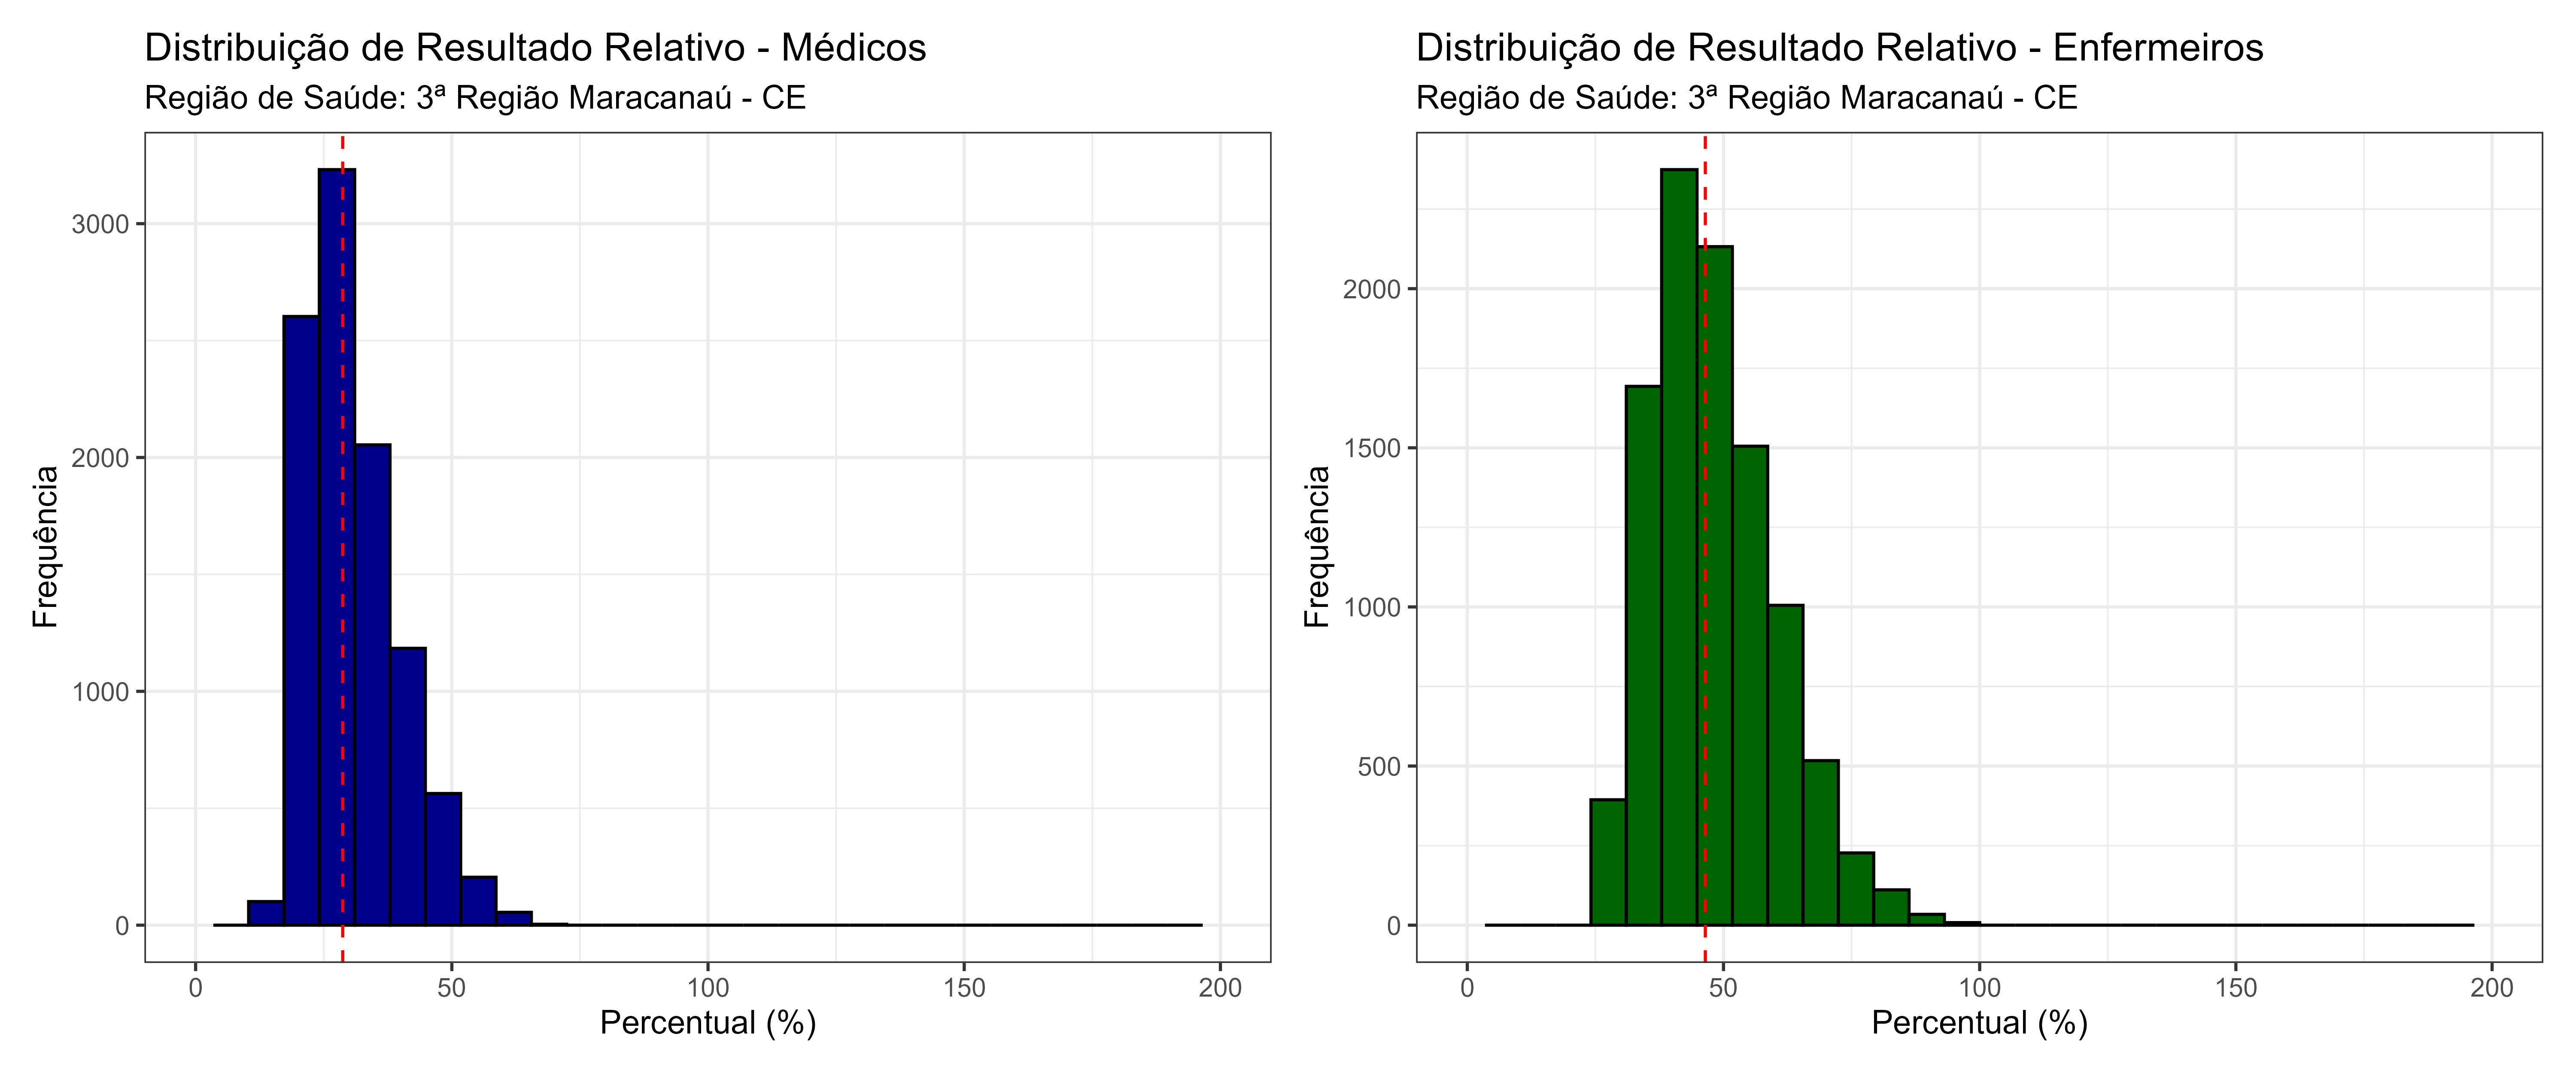 Distribuição de Resultado Relativo - Médicos
Região de Saúde: 3ª Região Maracanaú - CE
3000
2000
1000
0
Frequência
0 50 100 150 200
Percentual (%)
Distribuição de Resultado Relativo - Enfermeiros
Região de Saúde: 3ª Região Maracanaú - CE
2000
1500
1000
500
0
Frequência
0 50 100 150 200
Percentual (%)